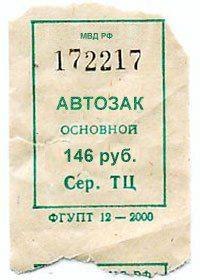 МВД РФ
172217
АВТОЗАК
ОСНОВНОЙ
146 руб.
Сер. ТЦ
ФГУПТ 12 — 2000